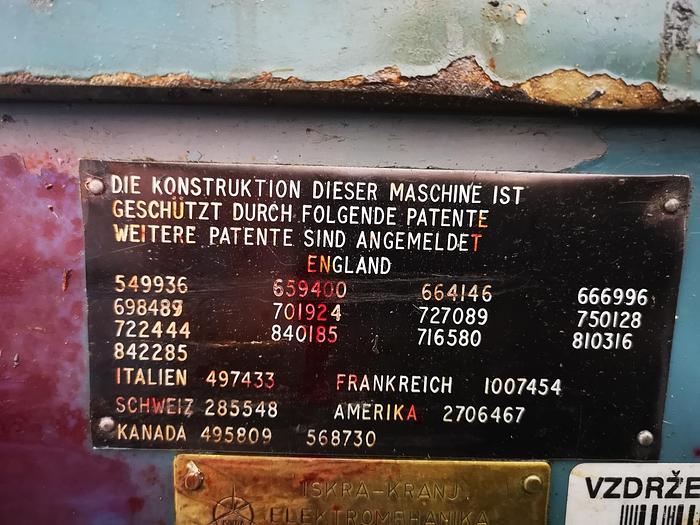 DIE KONSTRUKTION DIESER MASCHINE IST
GESCHÜTZT DURCH FOLGENDE PATENTE
WEITERE PATENTE SIND ANGEMELDET
ENGLAND
549936 659400 664146 666996
698489 701924 727089 750128
722444 840185 716580 810316
842285
ITALIEN 497433 FRANKREICH 1007454
SCHWEIZ 285548 AMERIKA 2706467
KANADA 495809 568730
ISKRA-KRANJ
ELEKTROMEHANIKA
VZDRŽE